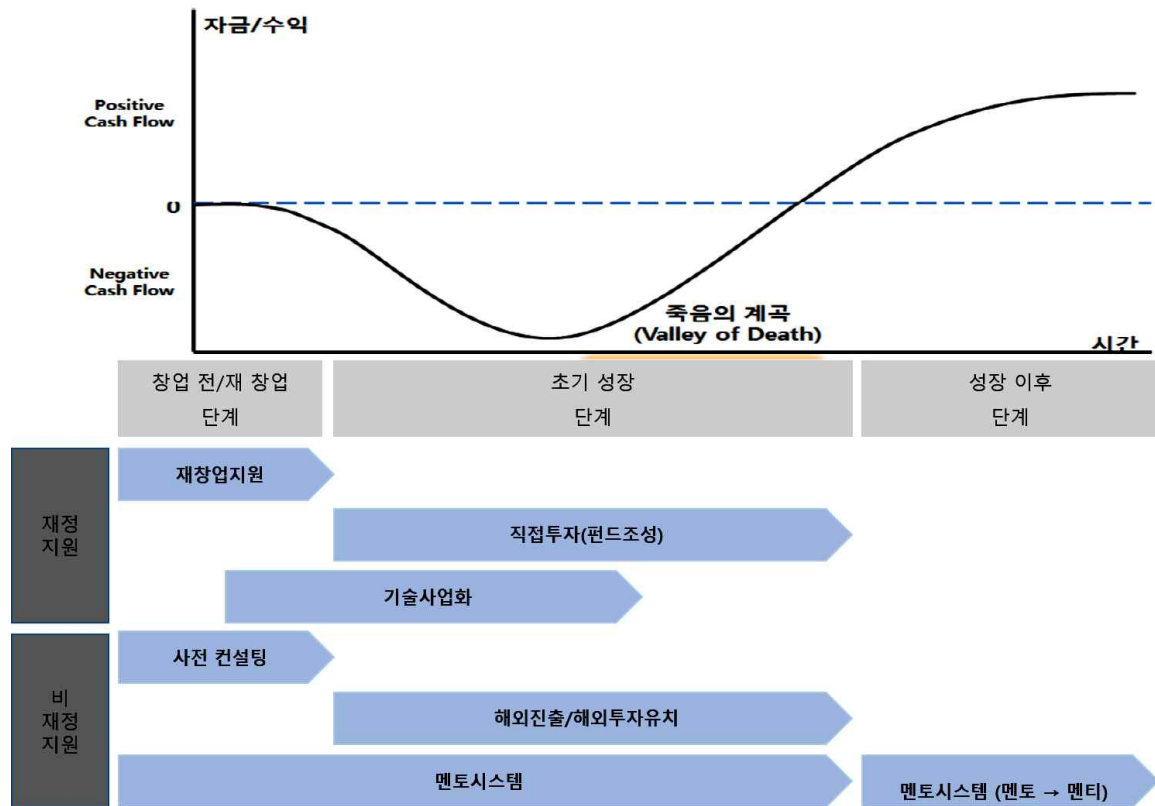 자금/수익
Positive
Cash Flow
0
Negative
Cash Flow
죽음의 계곡
(Valley of Death)
시간
창업 전/재 창업
단계
초기 성장
단계
성장 이후
단계
재정
지원
재창업지원
직접투자(펀드조성)
기술사업화
비
재정
지원
사전 컨설팅
해외진출/해외투자유치
멘토시스템
멘토시스템 (멘토 → 멘티)